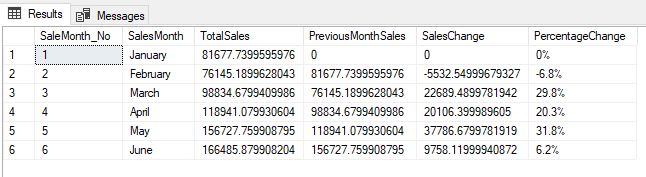 Results Messages
SaleMonth_No SalesMonth TotalSales PreviousMonthSales SalesChange PercentageChange
1 1 January 81677.7399595976 0 0 0%
2 2 February 76145.1899628043 81677.7399595976 -5532.54999679327 -6.8%
3 3 March 98834.6799409986 76145.1899628043 22689.4899781942 29.8%
4 4 April 118941.079930604 98834.6799409986 20106.399989605 20.3%
5 5 May 156727.759908795 118941.079930604 37786.6799781919 31.8%
6 6 June 166485.879908204 156727.759908795 9758.11999940872 6.2%